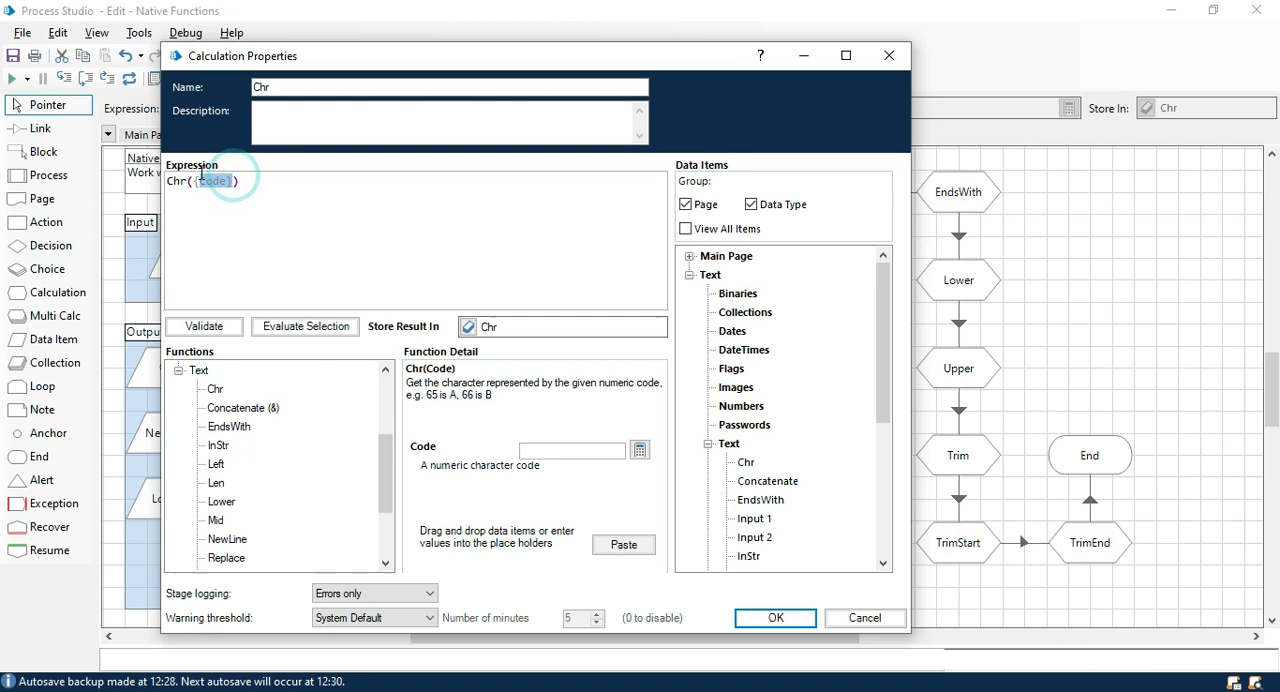 Process Studio - Edit - Native Functions
File Edit View Tools Debug Help
Calculation Properties
?
Name: Chr
Description:
Expression:
Store In: Chr
Pointer
Link
Block
Process
Page
Action
Decision
Choice
Calculation
Multi Calc
Data Item
Collection
Loop
Note
Anchor
End
Alert
Exception
Recover
Resume
Main Pa
Native
Work w
Input
Outpu
Ne
Expression
Chr({Code})
Validate
Evaluate Selection
Store Result In
Chr
Functions
Text
Chr
Concatenate (&)
EndsWith
InStr
Left
Len
Lower
Mid
NewLine
Replace
Function Detail
Chr(Code)
Get the character represented by the given numeric code,
e.g. 65 is A, 66 is B
Code
A numeric character code
Drag and drop data items or enter
values into the place holders
Paste
Data Items
Group:
Page
Data Type
View All Items
Main Page
Text
Binaries
Collections
Dates
DateTimes
Flags
Images
Numbers
Passwords
Text
Chr
Concatenate
EndsWith
Input 1
Input 2
InStr
Stage logging: Errors only
Warning threshold: System Default Number of minutes 5 (0 to disable)
OK
Cancel
EndsWith
Lower
Upper
Trim
End
TrimStart
TrimEnd
Autosave backup made at 12:28. Next autosave will occur at 12:30.